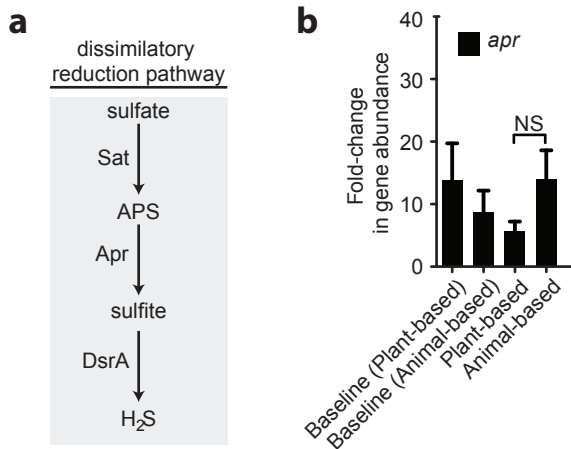 a
dissimilatory
reduction pathway
sulfate
Sat
APS
Apr
sulfite
DsrA
H2S
b
apr
Fold-change
in gene abundance
40
30
20
10
0
NS
Baseline (Plant-based)
Baseline (Animal-based)
Plant-based
Animal-based